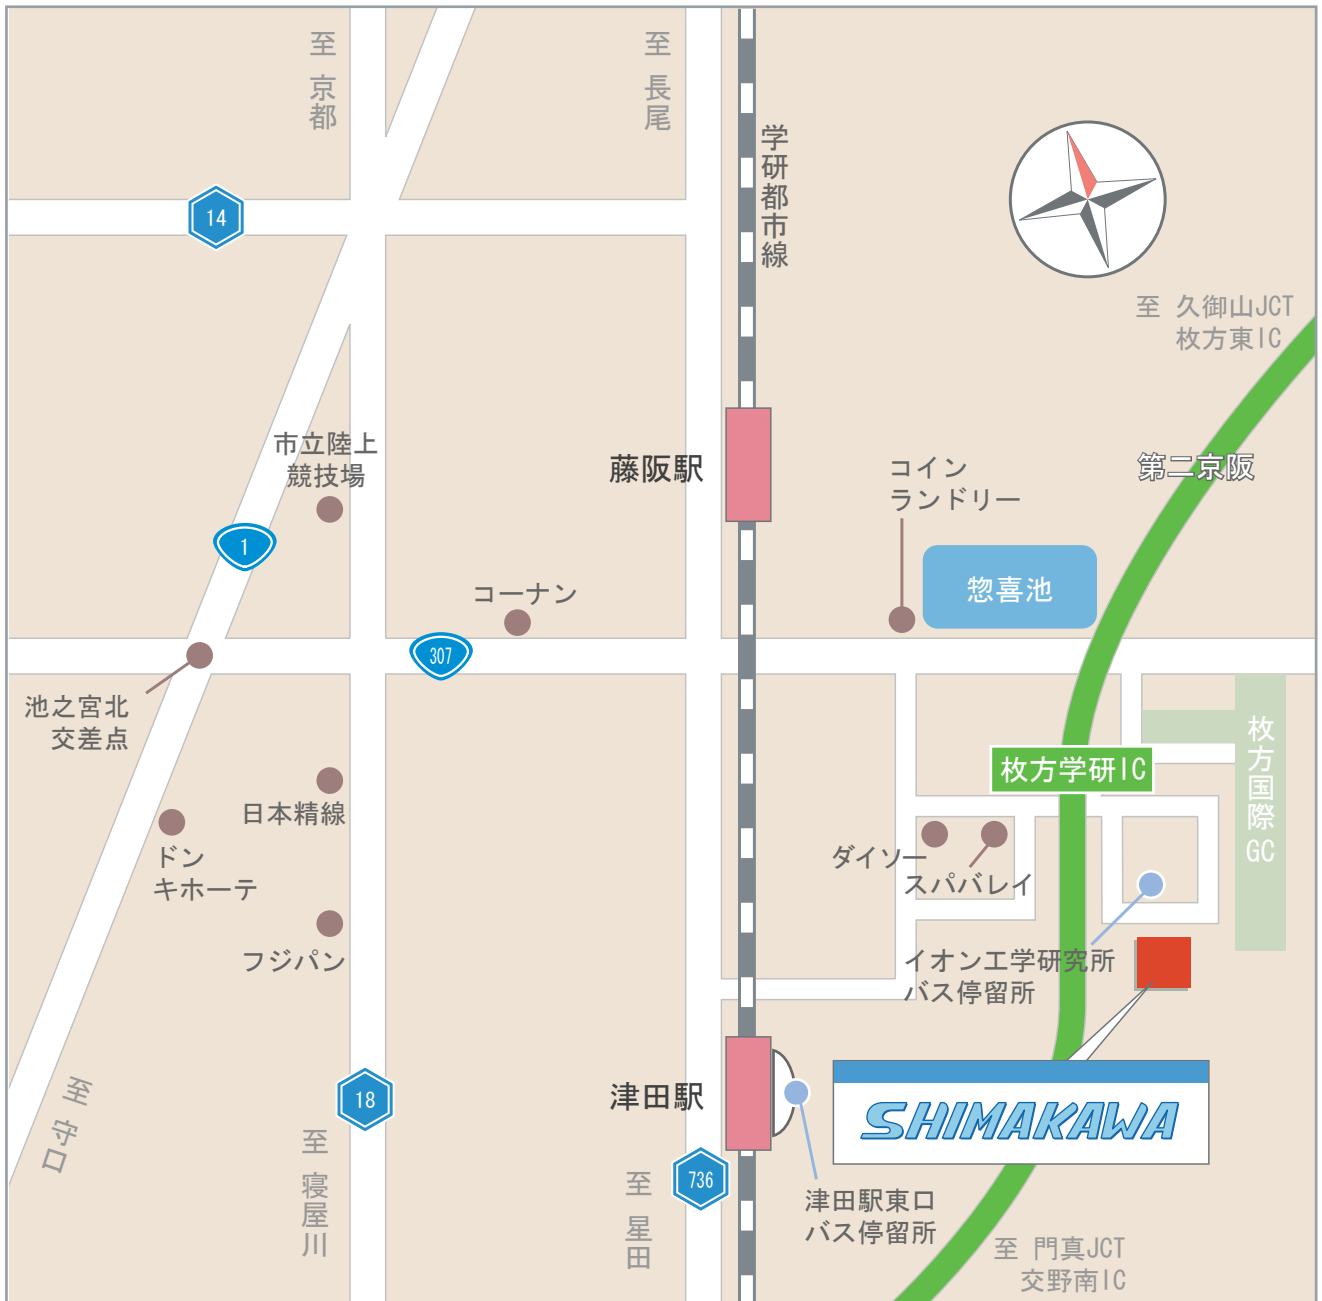 至 京都
至 長尾
学研都市線
14
至 久御山JCT
枚方東IC
市立陸上
競技場
藤阪駅
コイン
ランドリー
第二京阪
1
惣喜池
コーナン
307
池之宮北
交差点
枚方学研IC
枚方国際GC
日本精線
ドン
キホーテ
ダイソー
スパバレイ
フジパン
イオン工学研究所
バス停留所
至 守口
18
津田駅
SHIMAKAWA
至 寝屋川
736
至 星田
津田駅東口
バス停留所
至 門真JCT
交野南IC